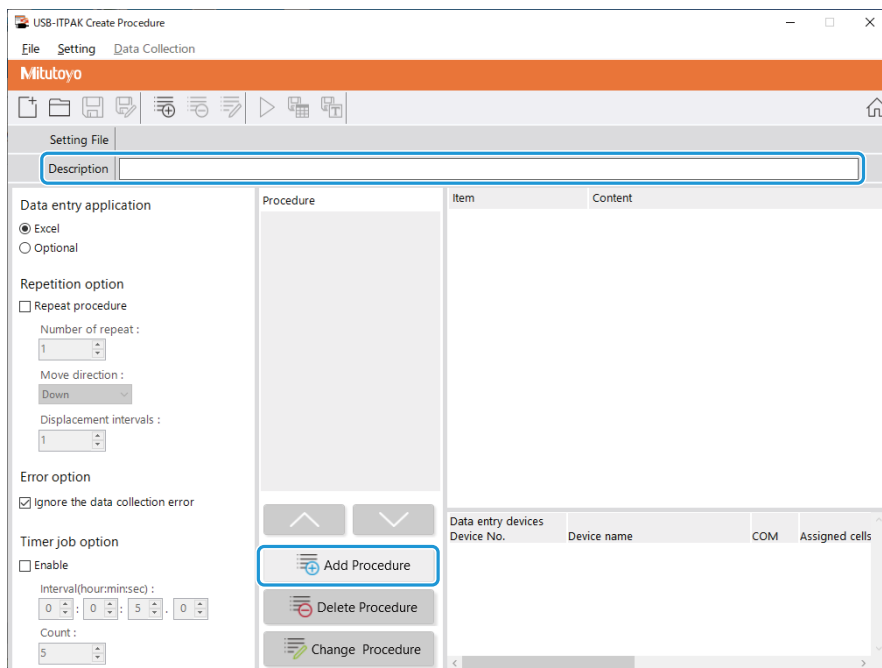 USB-ITPAK Create Procedure
File Setting Data Collection
Mitutoyo
Setting File
Description
Data entry application
Excel
Optional
Repetition option
Repeat procedure
Number of repeat :
1
Move direction :
Down
Displacement intervals :
1
Error option
Ignore the data collection error
Timer job option
Enable
Interval(hour:min:sec) :
0 : 0 : 5 . 0
Count :
5
Procedure
Add Procedure
Delete Procedure
Change Procedure
Item Content
Data entry devices
Device No. Device name COM Assigned cells